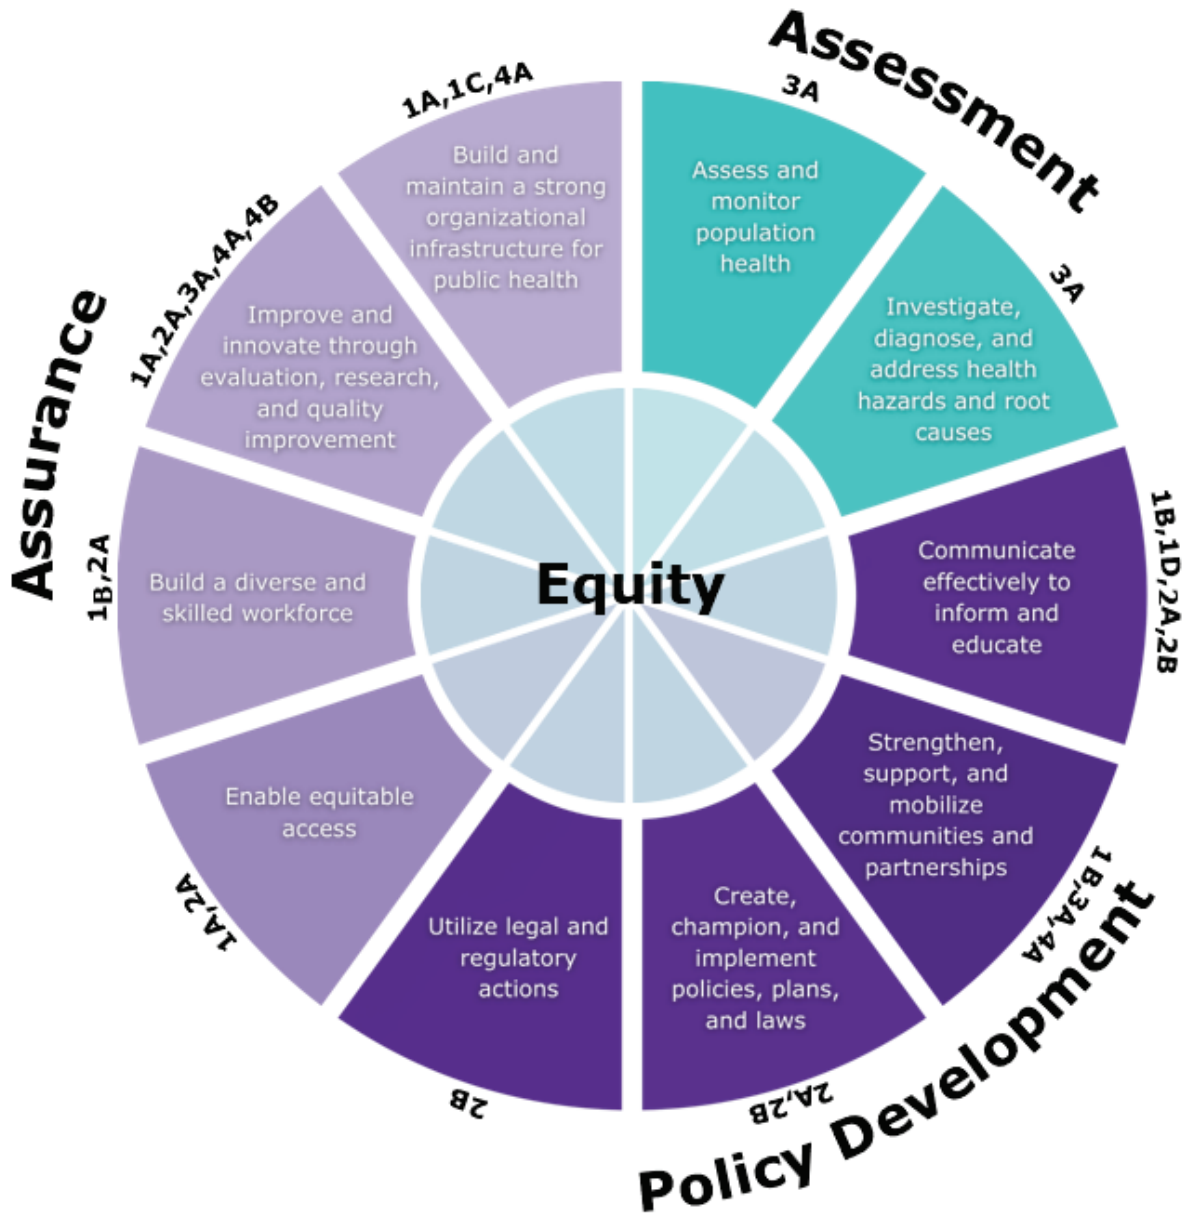 Assessment
3A
Assess and
monitor
population
health
3A
Investigate,
diagnose, and
address health
hazards and root
causes
1B,1D,2A,2B
Communicate
effectively to
inform and
educate
Strengthen,
support, and
mobilize
communities and
partnerships
1B,3A,4A
Policy Development
Create,
champion, and
implement
policies, plans,
and laws
2A,2B
Utilize legal and
regulatory
actions
2B
Enable equitable
access
1A,2A
Build a diverse and
skilled workforce
1B,2A
Assurance
Improve and
innovate through
evaluation, research,
and quality
improvement
1A,2A,3A,4A,4B
Build and
maintain a strong
organizational
infrastructure for
public health
1A,1C,4A
Equity